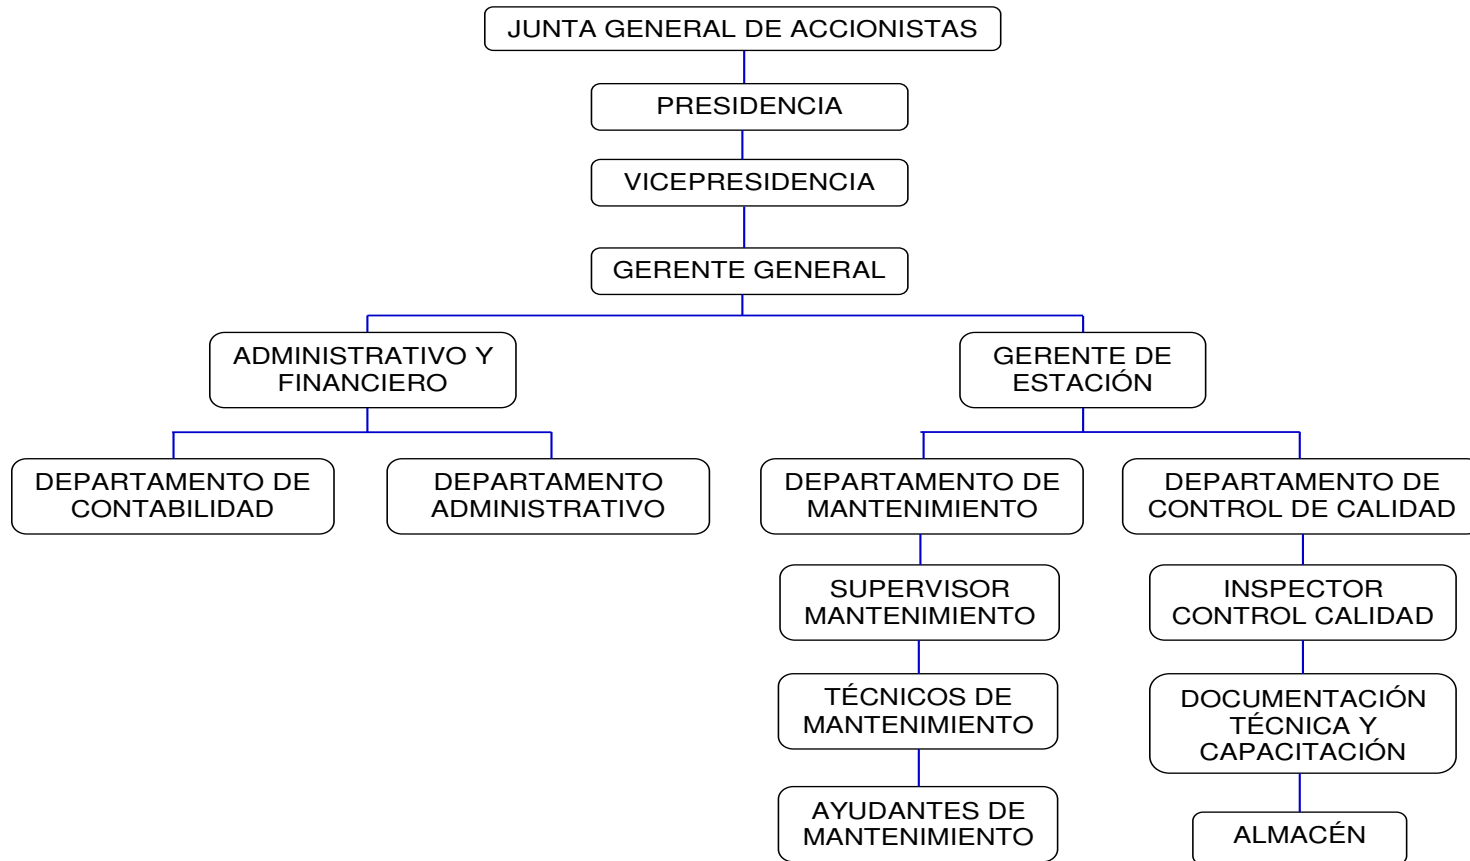 JUNTA GENERAL DE ACCIONISTAS
PRESIDENCIA
VICEPRESIDENCIA
GERENTE GENERAL
ADMINISTRATIVO Y
FINANCIERO
GERENTE DE
ESTACIÓN
DEPARTAMENTO DE
CONTABILIDAD
DEPARTAMENTO
ADMINISTRATIVO
DEPARTAMENTO DE
MANTENIMIENTO
DEPARTAMENTO DE
CONTROL DE CALIDAD
SUPERVISOR
MANTENIMIENTO
INSPECTOR
CONTROL CALIDAD
TÉCNICOS DE
MANTENIMIENTO
DOCUMENTACIÓN
TÉCNICA Y
CAPACITACIÓN
AYUDANTES DE
MANTENIMIENTO
ALMACÉN